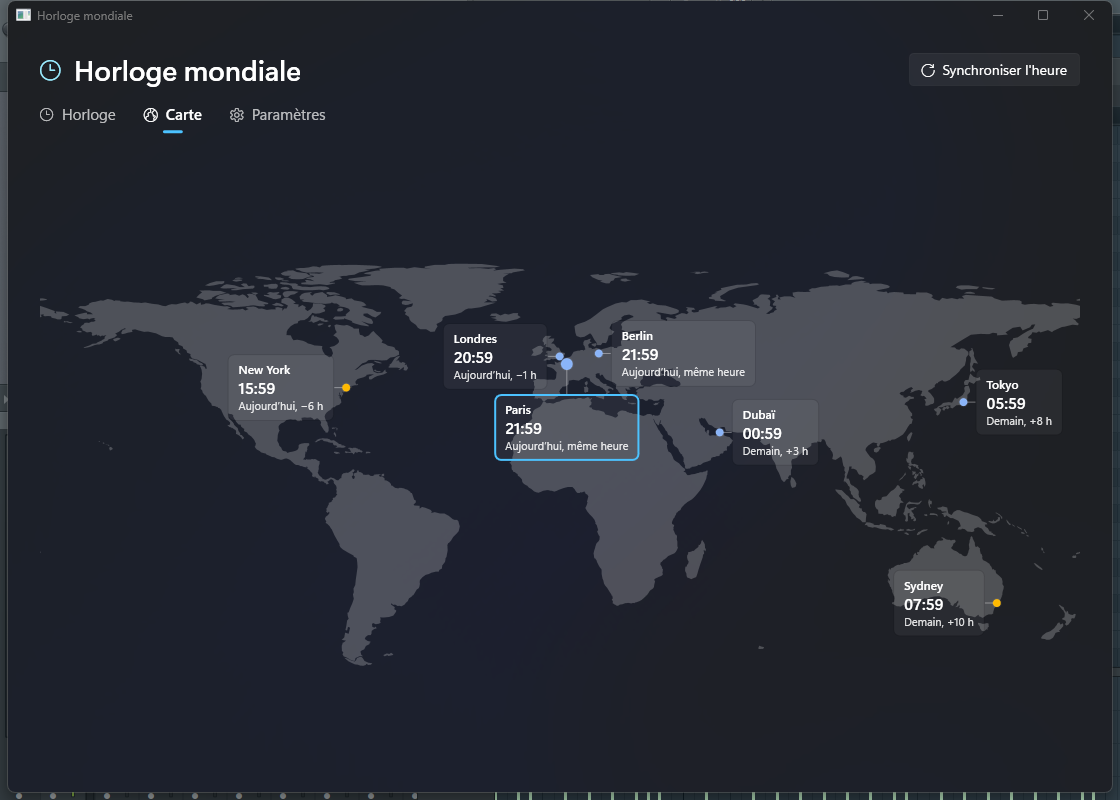 Horloge mondiale
Horloge mondiale
Synchroniser l'heure
Horloge
Carte
Paramètres
Londres
20:59
Aujourd'hui, −1 h
Berlin
21:59
Aujourd'hui, même heure
New York
15:59
Aujourd'hui, −6 h
Paris
21:59
Aujourd'hui, même heure
Dubaï
00:59
Demain, +3 h
Tokyo
05:59
Demain, +8 h
Sydney
07:59
Demain, +10 h